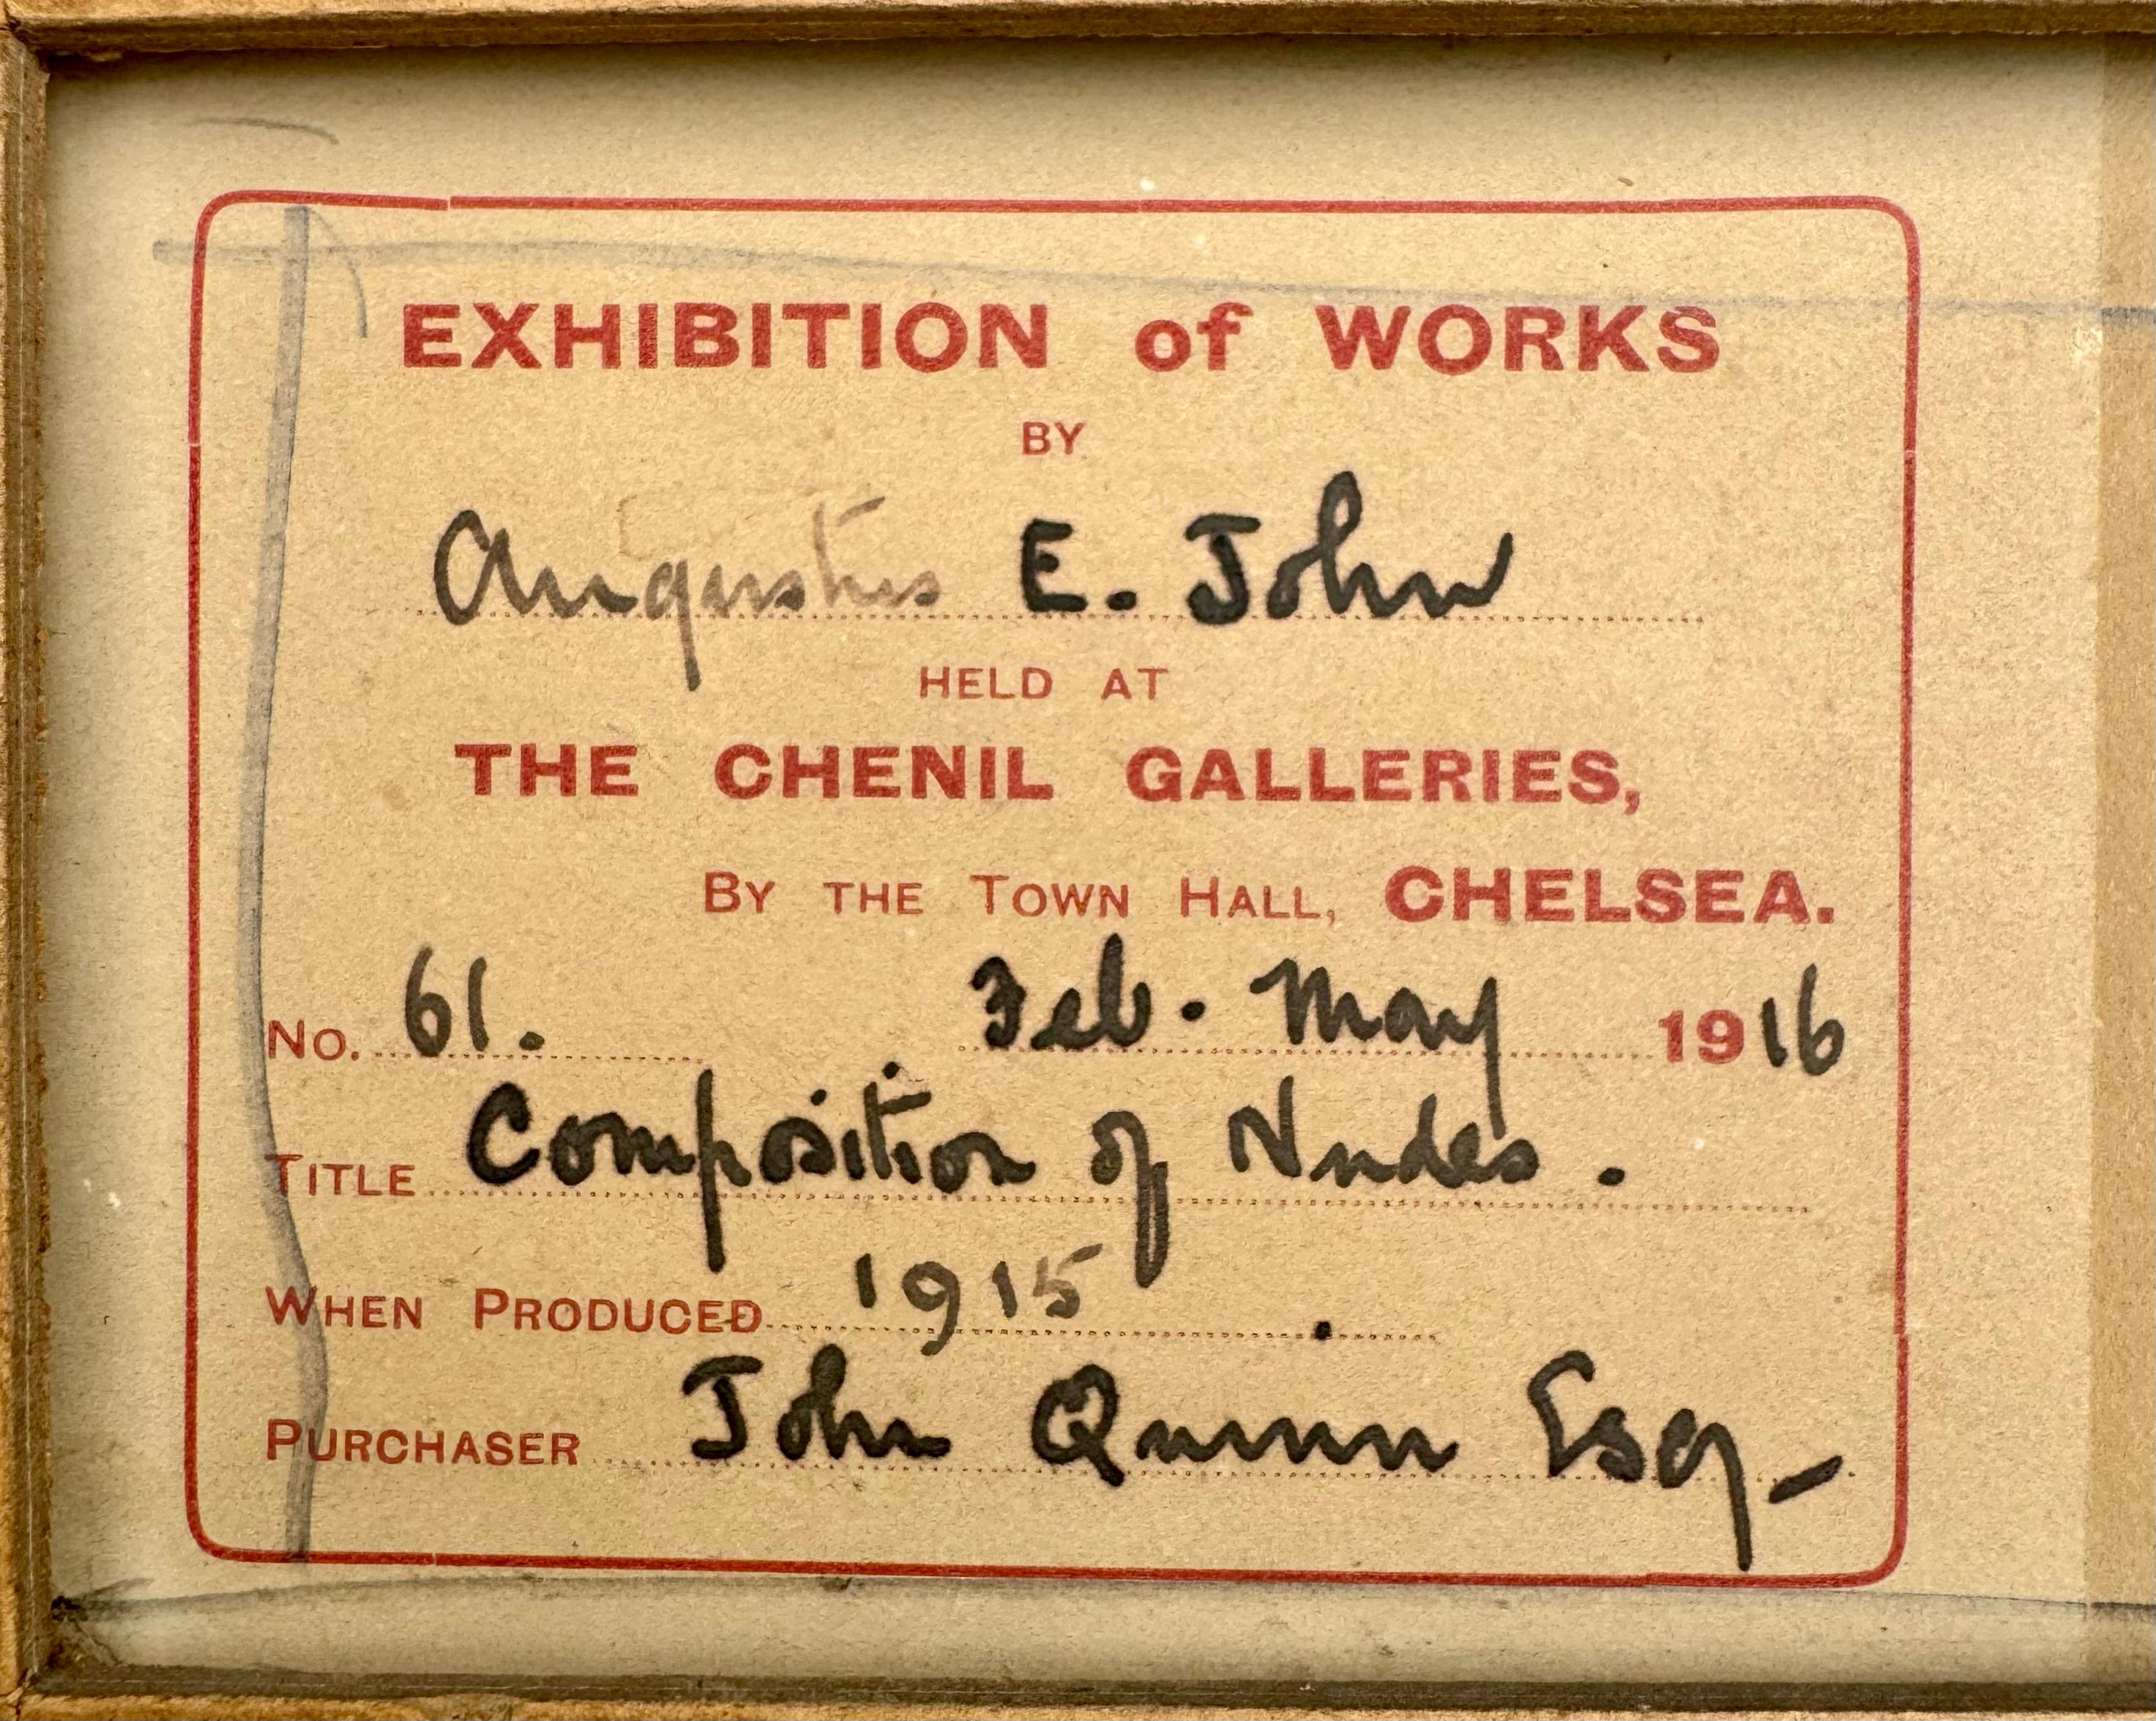 EXHIBITION of WORKS
BY
Augustus E. John
HELD AT
THE CHENIL GALLERIES,
BY THE TOWN HALL, CHELSEA.
No. 61. Feb. May 1916
TITLE Composition of Nudes.
WHEN PRODUCED 1915
PURCHASER John Quinn Esq-